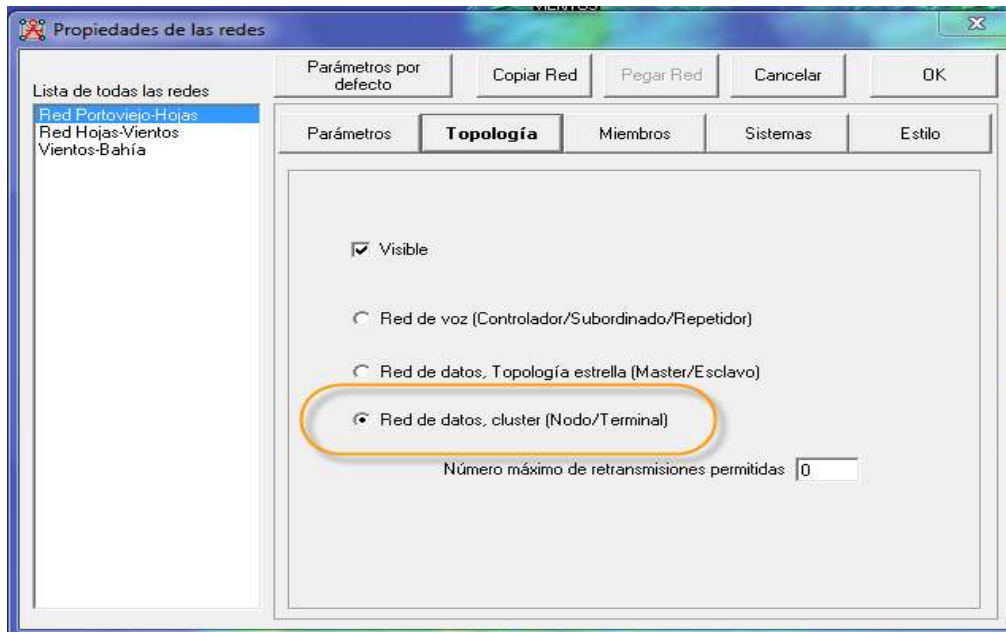 VIENTOS
Propiedades de las redes
Lista de todas las redes
Red Portoviejo-Hojas
Red Hojas-Vientos
Vientos-Bahía
Parámetros por
defecto
Copiar Red
Pegar Red
Cancelar
OK
Parámetros
Topología
Miembros
Sistemas
Estilo
Visible
Red de voz (Controlador/Subordinado/Repetidor)
Red de datos, Topología estrella (Master/Esclavo)
Red de datos, cluster (Nodo/Terminal)
Número máximo de retransmisiones permitidas 0